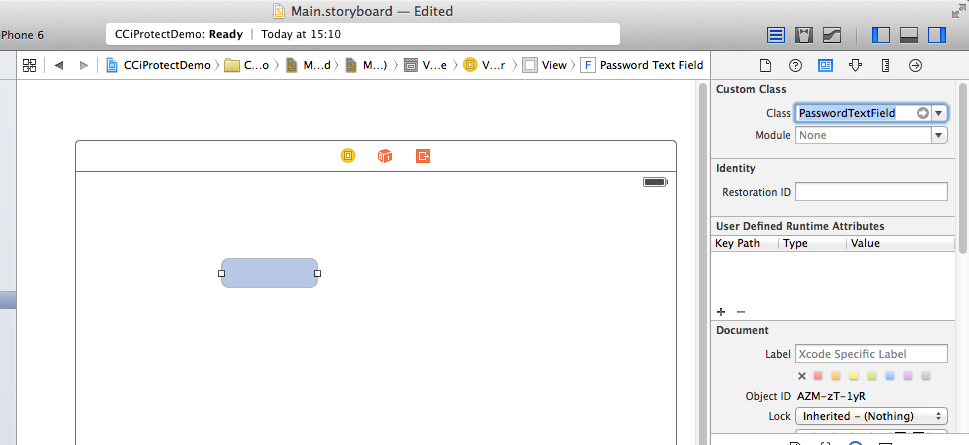 Main.storyboard — Edited
iPhone 6
CCiProtectDemo: Ready | Today at 15:10
CCiProtectDemo C...o M...d M...) V...e V...r View F Password Text Field
Custom Class
Class PasswordTextField
Module None
Identity
Restoration ID
User Defined Runtime Attributes
Key Path Type Value
Document
Label Xcode Specific Label
Object ID AZM-zT-1yR
Lock Inherited - (Nothing)